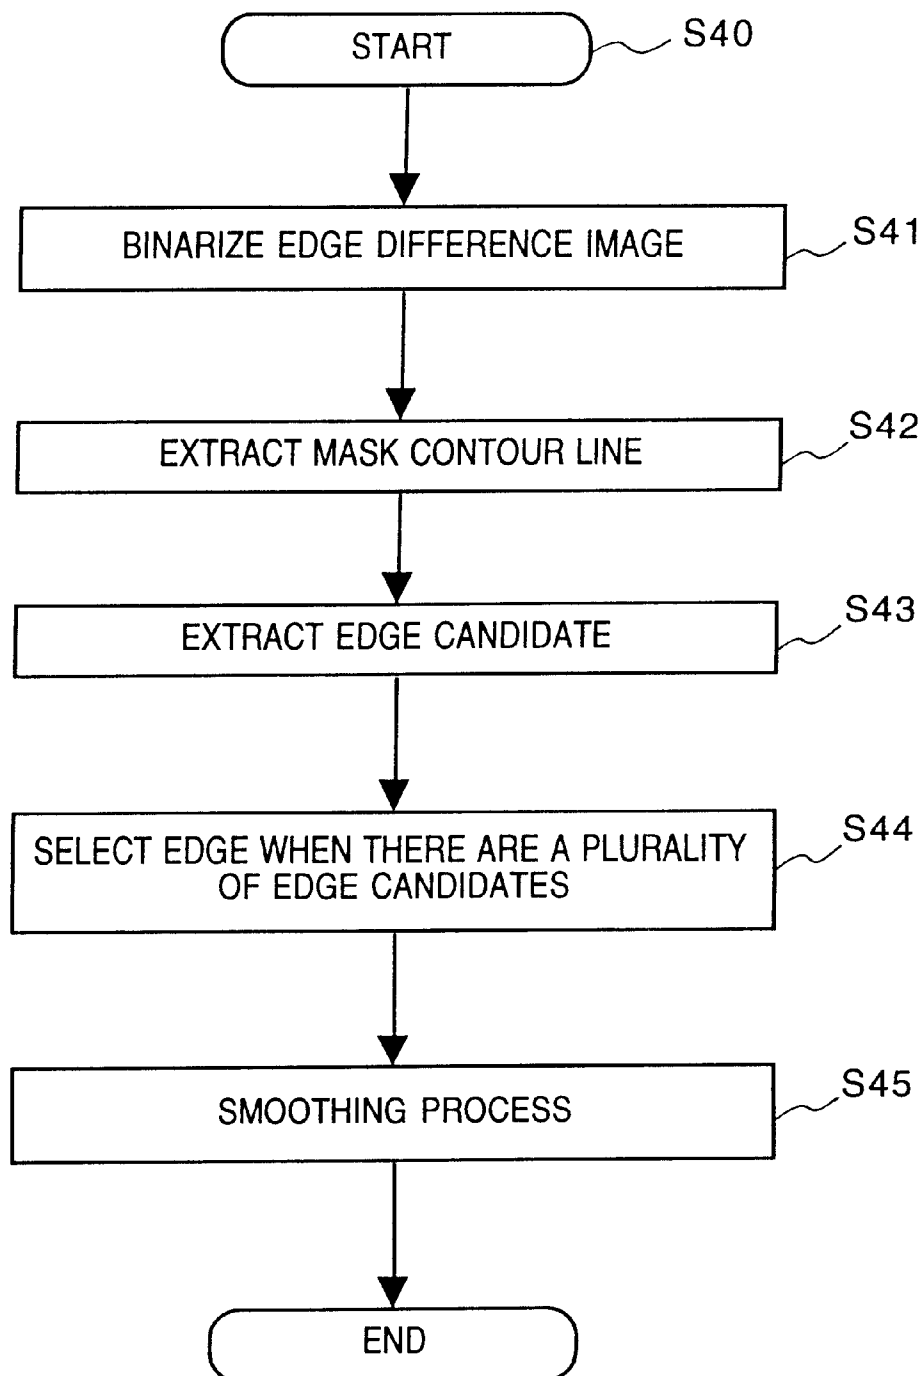 START
S40
BINARIZE EDGE DIFFERENCE IMAGE
S41
EXTRACT MASK CONTOUR LINE
S42
EXTRACT EDGE CANDIDATE
S43
SELECT EDGE WHEN THERE ARE A PLURALITY
OF EDGE CANDIDATES
S44
SMOOTHING PROCESS
S45
END